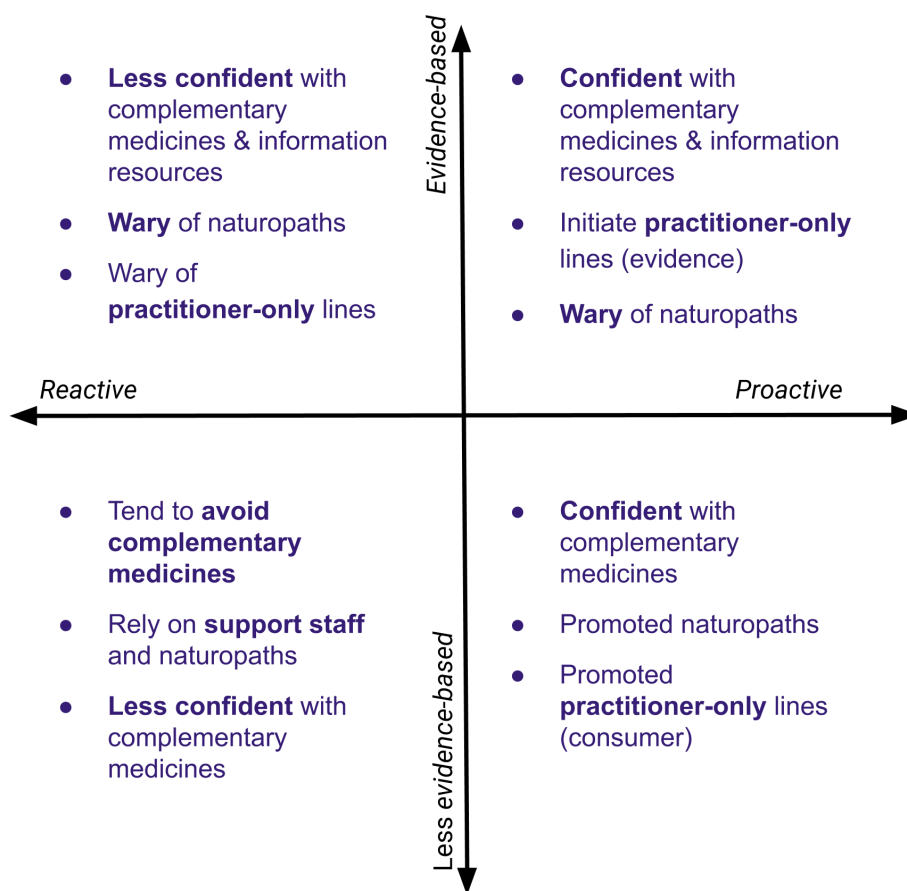 Evidence-based
● Less confident with
complementary
medicines & information
resources
● Wary of naturopaths
● Wary of
practitioner-only lines
● Confident with
complementary
medicines & information
resources
● Initiate practitioner-only
lines (evidence)
● Wary of naturopaths
Reactive
Proactive
● Tend to avoid
complementary
medicines
● Rely on support staff
and naturopaths
● Less confident with
complementary
medicines
● Confident with
complementary
medicines
● Promoted naturopaths
● Promoted
practitioner-only lines
(consumer)
Less evidence-based